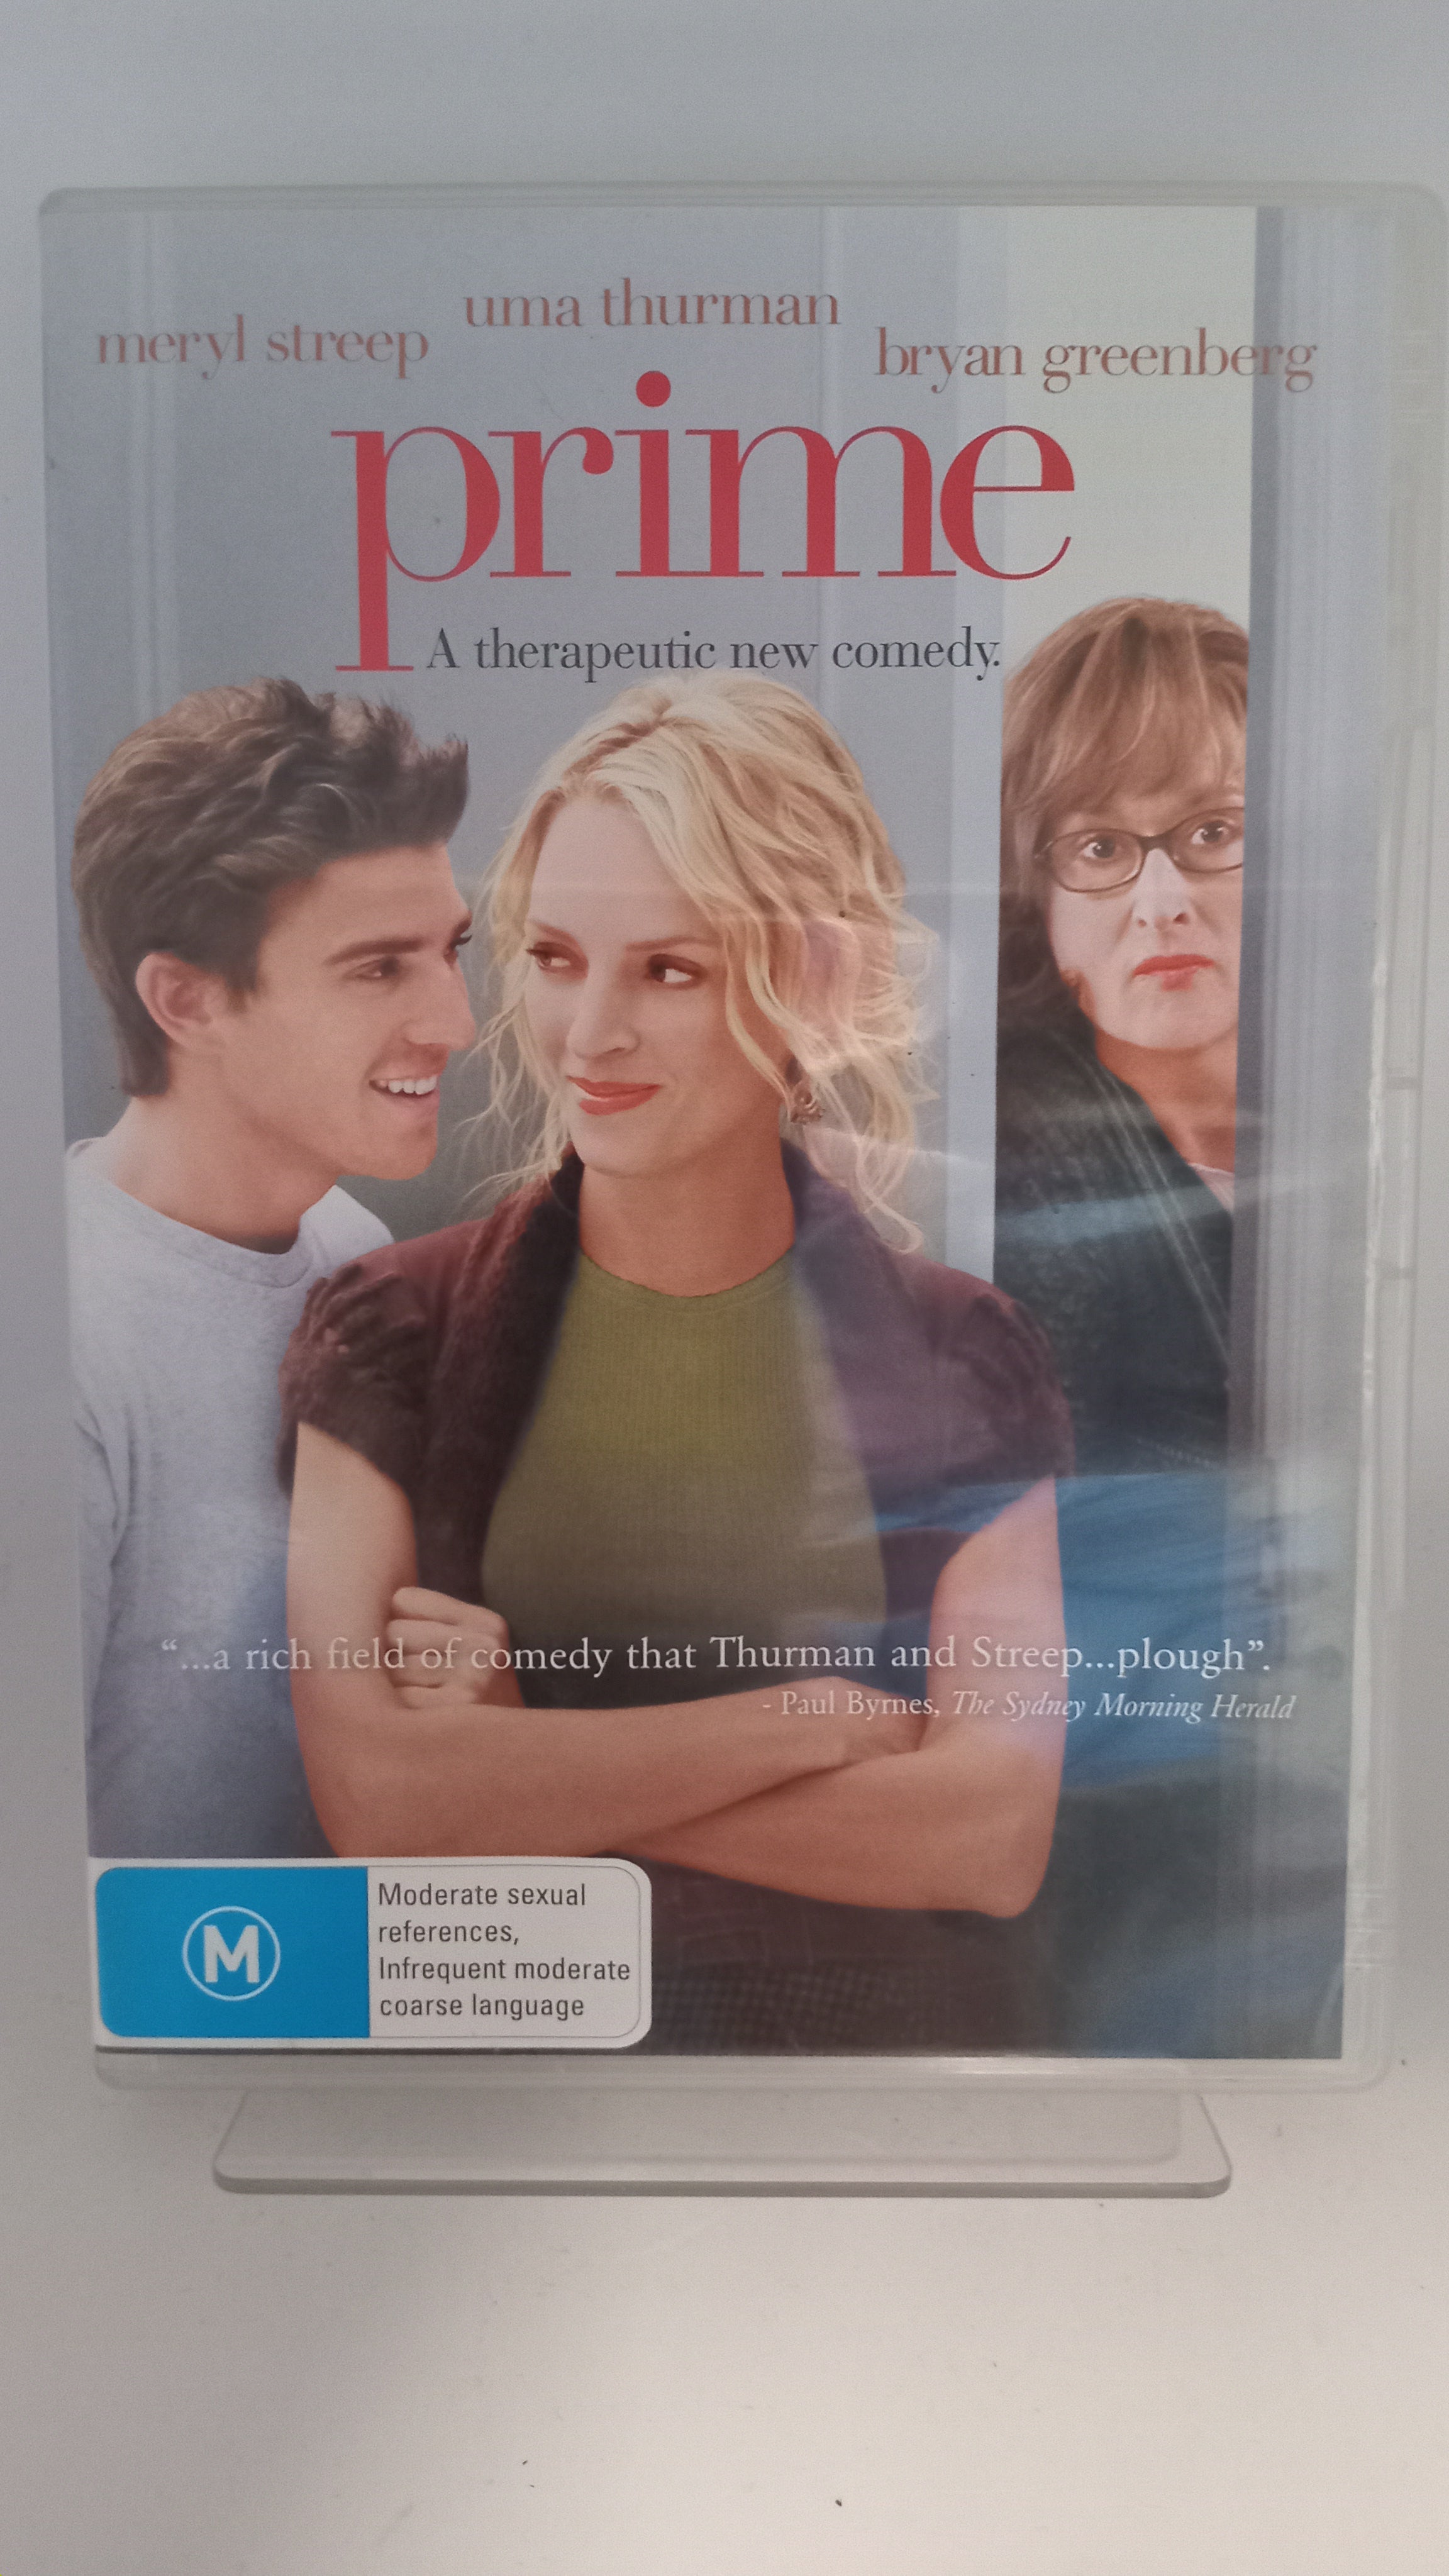 uma thurman
meryl streep
bryan greenberg
prime
A therapeutic new comedy.
“...a rich field of comedy that Thurman and Streep...plough”.
- Paul Byrnes, The Sydney Morning Herald
M
Moderate sexual
references,
Infrequent moderate
coarse language